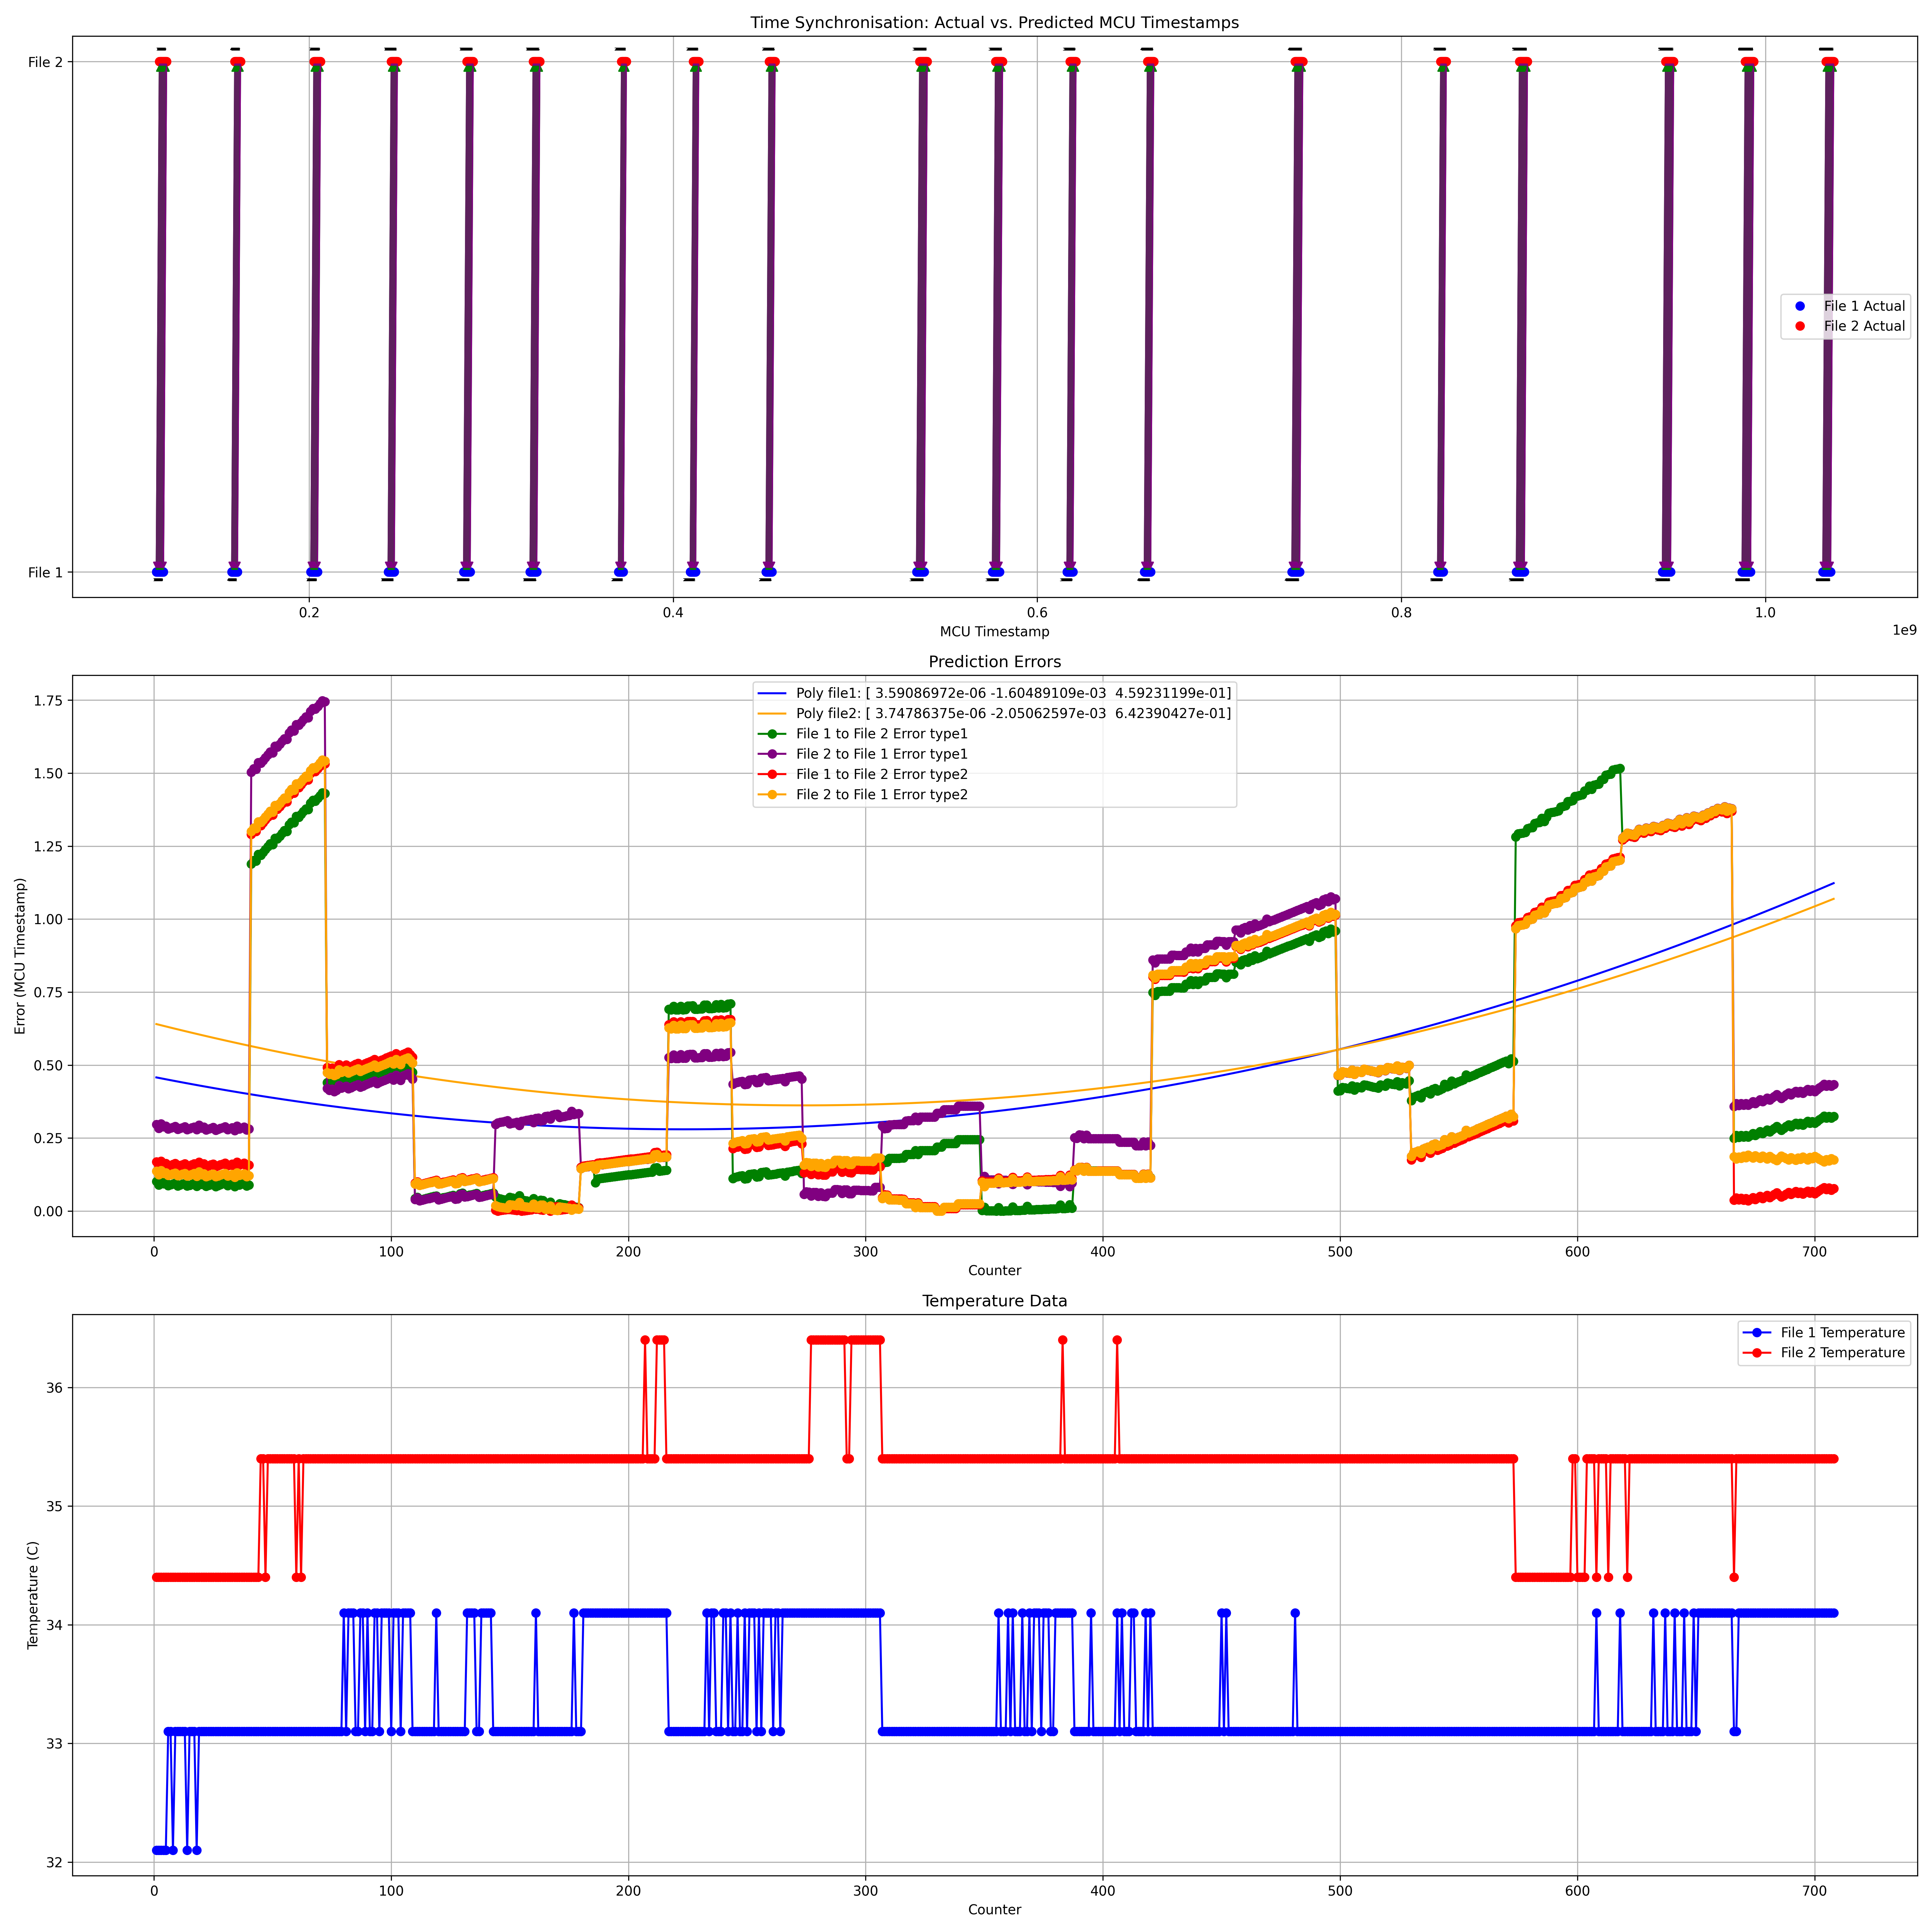 Time Synchronisation: Actual vs. Predicted MCU Timestamps
File 2
File 1
File 1 Actual
File 2 Actual
0.2 0.4 0.6 0.8 1.0
1e9
MCU Timestamp
Prediction Errors
Error (MCU Timestamp)
1.75
1.50
1.25
1.00
0.75
0.50
0.25
0.00
Poly file1: [ 3.59086972e-06 -1.60489109e-03 4.59231199e-01]
Poly file2: [ 3.74786375e-06 -2.05062597e-03 6.42390427e-01]
File 1 to File 2 Error type1
File 2 to File 1 Error type1
File 1 to File 2 Error type2
File 2 to File 1 Error type2
0 100 200 300 400 500 600 700
Counter
Temperature Data
Temperature (C)
36
35
34
33
32
File 1 Temperature
File 2 Temperature
0 100 200 300 400 500 600 700
Counter